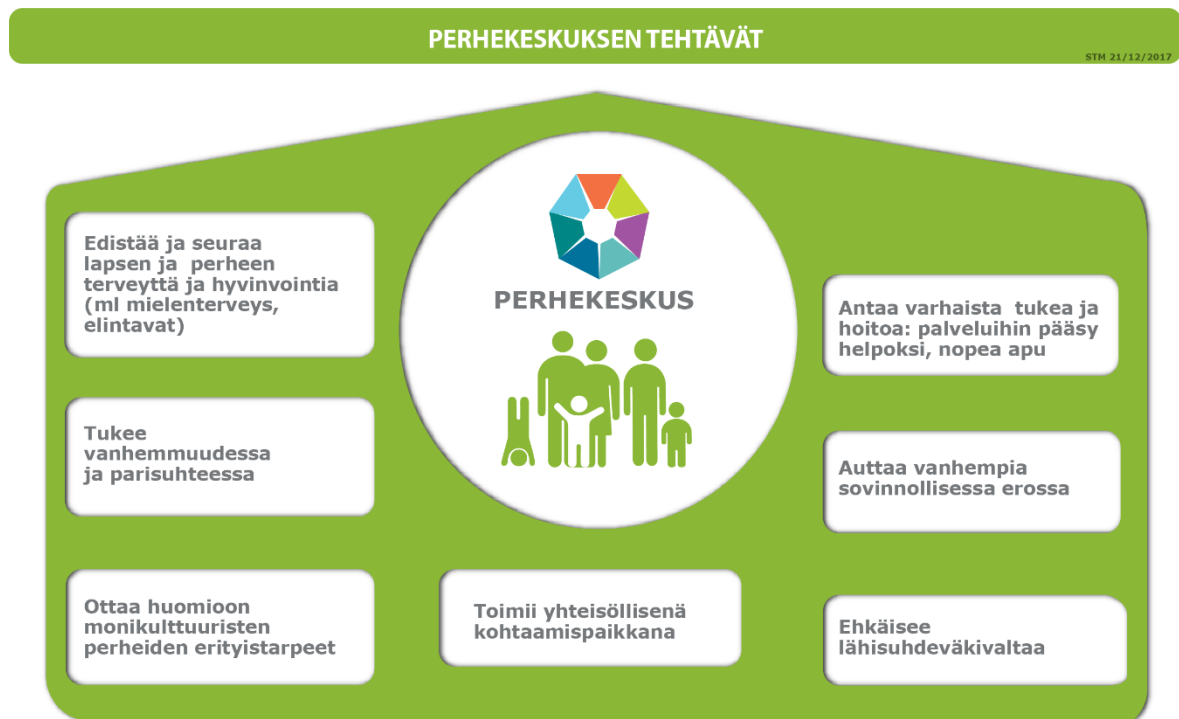 PERHEKESKUKSEN TEHTÄVÄT
STM 21/12/2017
PERHEKESKUS
Edistää ja seuraa
lapsen ja perheen
terveyttä ja hyvinvointia
(ml mielenterveys,
elintavat)
Tukee
vanhemmuudessa
ja parisuhteessa
Ottaa huomioon
monikulttuuristen
perheiden erityistarpeet
Toimii yhteisöllisenä
kohtaamispaikkana
Antaa varhaista tukea ja
hoitoa: palveluihin pääsy
helpoksi, nopea apu
Auttaa vanhempia
sovinnollisessa erossa
Ehkäisee
lähisuhdeväkivaltaa